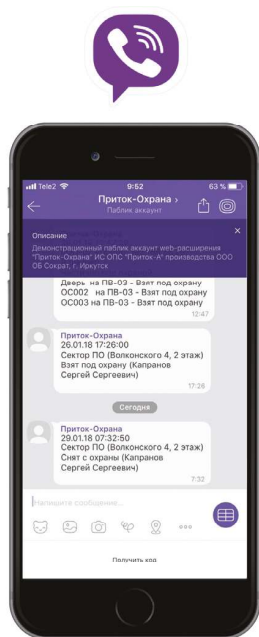 Tele2 9:52 63 %
Приток-Охрана ›
Паблик аккаунт
Описание
Демонстрационный паблик аккаунт web-расширения
"Приток-Охрана" ИС ОПС "Приток-А" производства ООО
ОБ Сократ, г. Иркутск
Дверь на ПВ-03 - Взят под охрану
ОС002 на ПВ-03 - Взят под охрану
ОС003 на ПВ-03 - Взят под охрану
12:47
Приток-Охрана
26.01.18 17:26:00
Сектор ПО (Волконского 4, 2 этаж)
Взят под охрану (Капранов
Сергей Сергеевич)
17:26
Сегодня
Приток-Охрана
29.01.18 07:32:50
Сектор ПО (Волконского 4, 2 этаж)
Снят с охраны (Капранов
Сергей Сергеевич)
7:32
Напишите сообщение...
Получить код